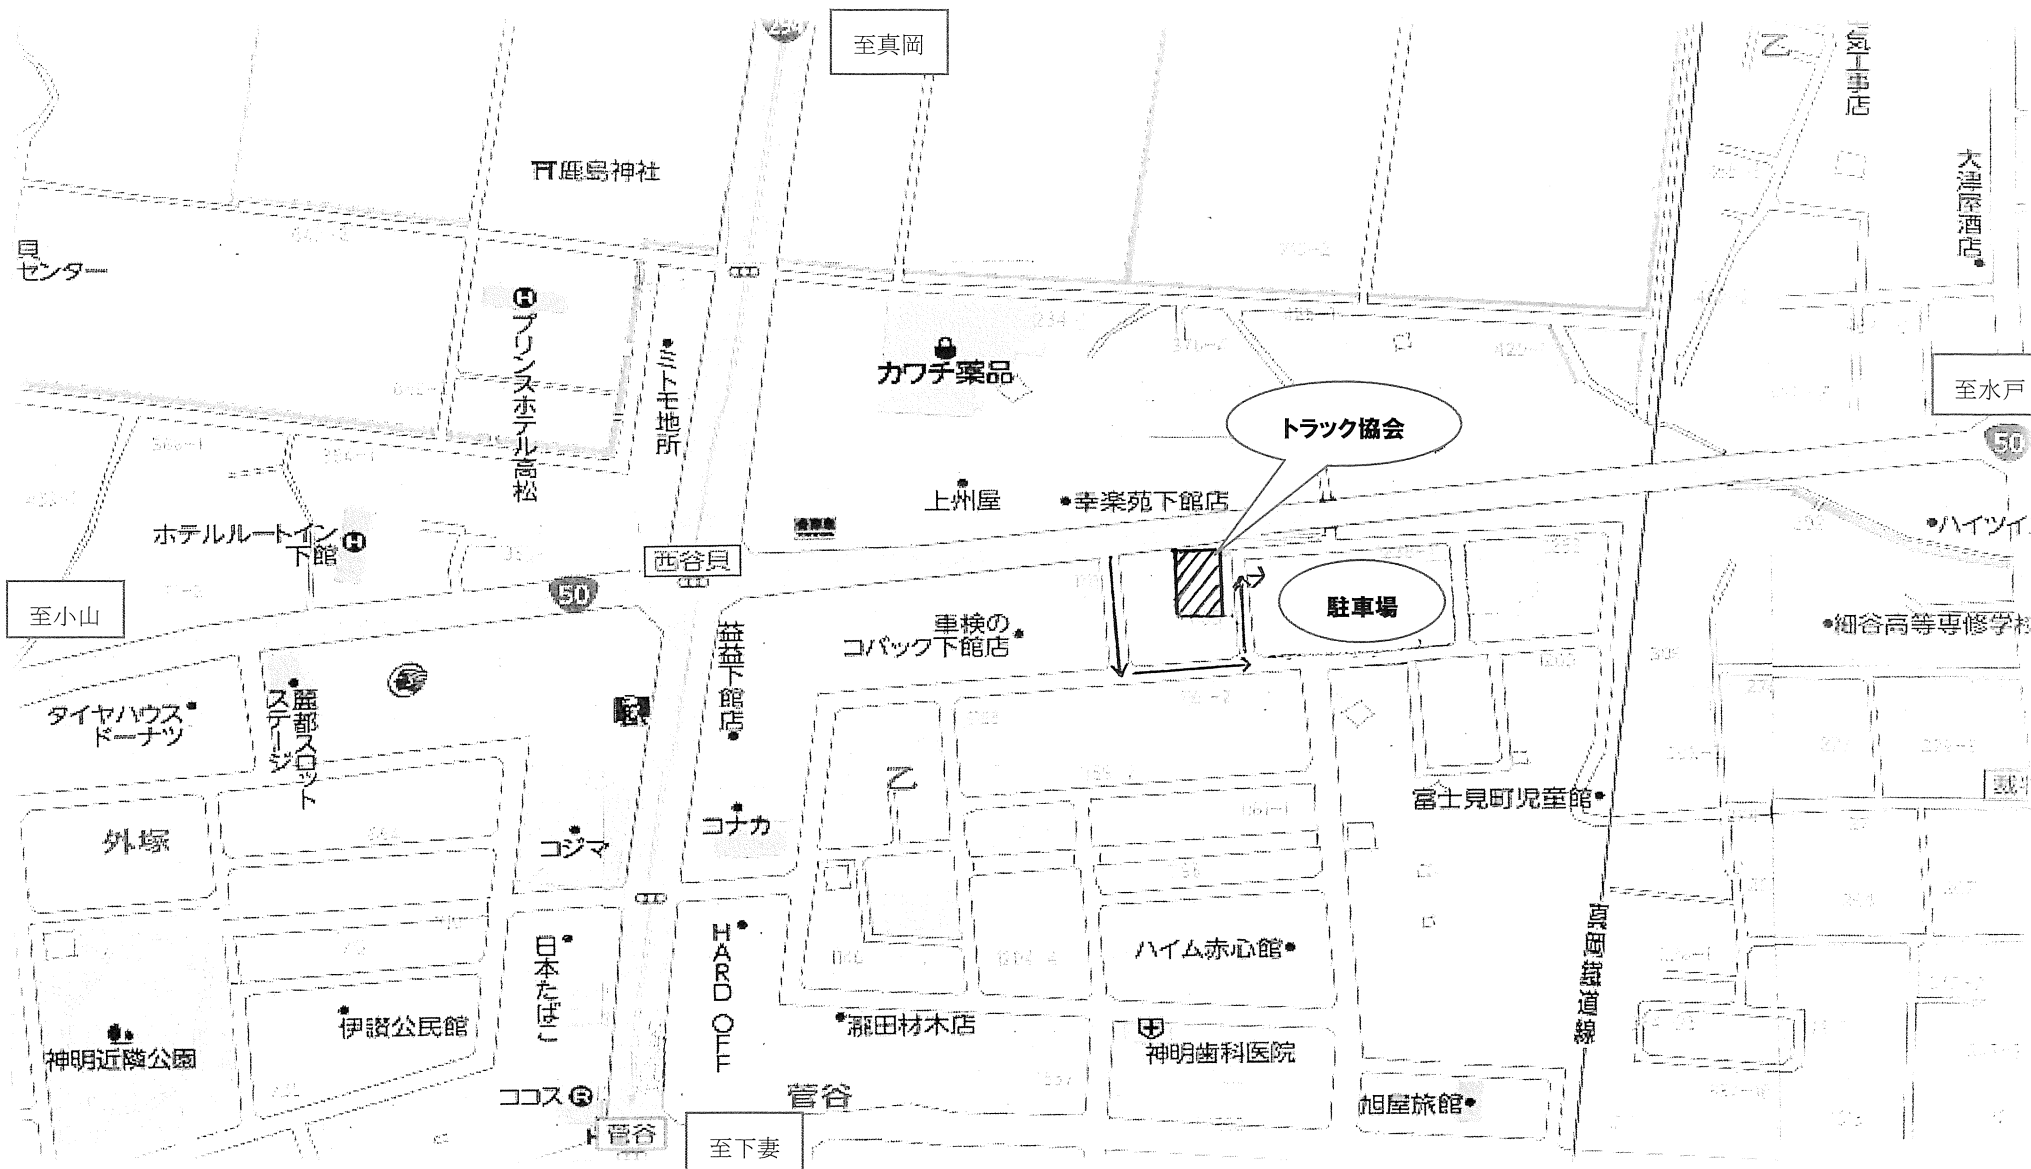 至真岡
気工事店
大津屋酒店
鹿島神社
貝
センター
プリンスホテル高松
ミトモ地所
カワチ薬品
至水戸
50
トラック協会
上州屋
幸楽苑下館店
ホテルルートイン
下館
西谷貝
50
至小山
ハイツイ
駐車場
車検の
コバック下館店
益益下館店
細谷高等専修学校
タイヤハウス
ドーナツ
麗都スロット
ステージ
乙
富士見町児童館
外塚
コジマ
コナカ
HARD OFF
日本たばこ
ハイム赤心館
真岡鐵道線
伊讃公民館
瀧田材木店
神明歯科医院
神明近隣公園
ココス
菅谷
旭屋旅館
菅谷
至下妻